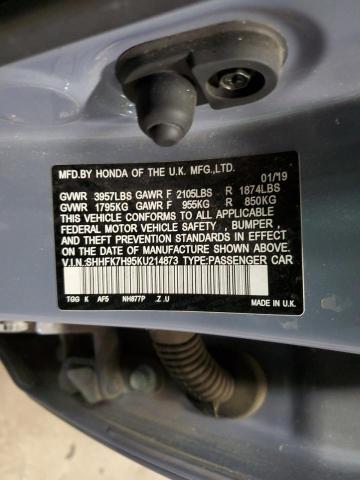 MFD.BY HONDA OF THE U.K. MFG.,LTD.
01/19
GVWR 3957LBS GAWR F 2105LBS R 1874LBS
GVWR 1795KG GAWR F 955KG R 850KG
THIS VEHICLE CONFORMS TO ALL APPLICABLE
FEDERAL MOTOR VEHICLE SAFETY , BUMPER ,
AND THEFT PREVENTION STANDARDS IN EFFECT
ON THE DATE OF MANUFACTURE SHOWN ABOVE.
V.I.N.:SHHFK7H95KU214873 TYPE:PASSENGER CAR
TGG K AF5 NH877P .Z .U MADE IN U.K.